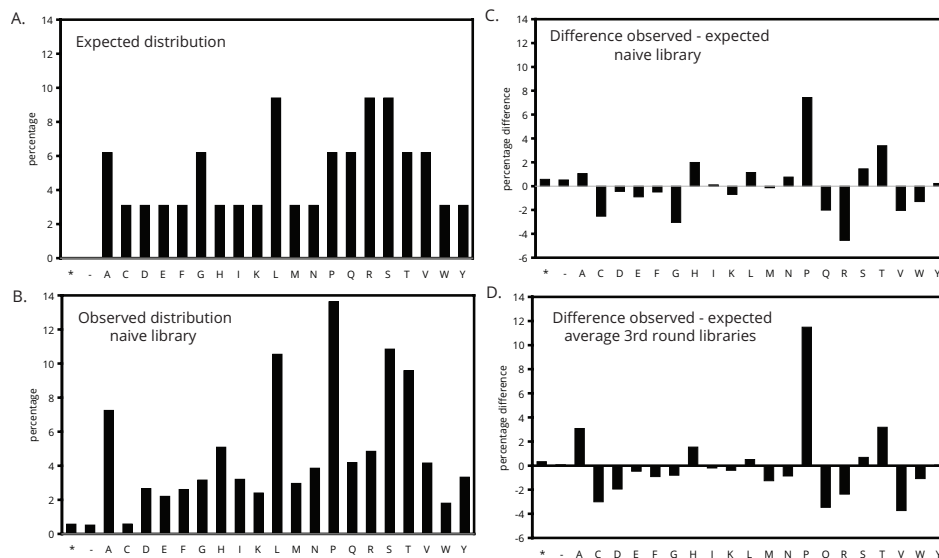 A.
Expected distribution
percentage
14
12
10
8
6
4
2
0
* - A C D E F G H I K L M N P Q R S T V W Y
B.
Observed distribution
naive library
percentage
14
12
10
8
6
4
2
0
* - A C D E F G H I K L M N P Q R S T V W Y
C.
Difference observed - expected
naive library
percentage difference
14
12
10
8
6
4
2
0
-2
-4
-6
* - A C D E F G H I K L M N P Q R S T V W Y
D.
Difference observed - expected
average 3rd round libraries
percentage difference
14
12
10
8
6
4
2
0
-2
-4
-6
* - A C D E F G H I K L M N P Q R S T V W Y